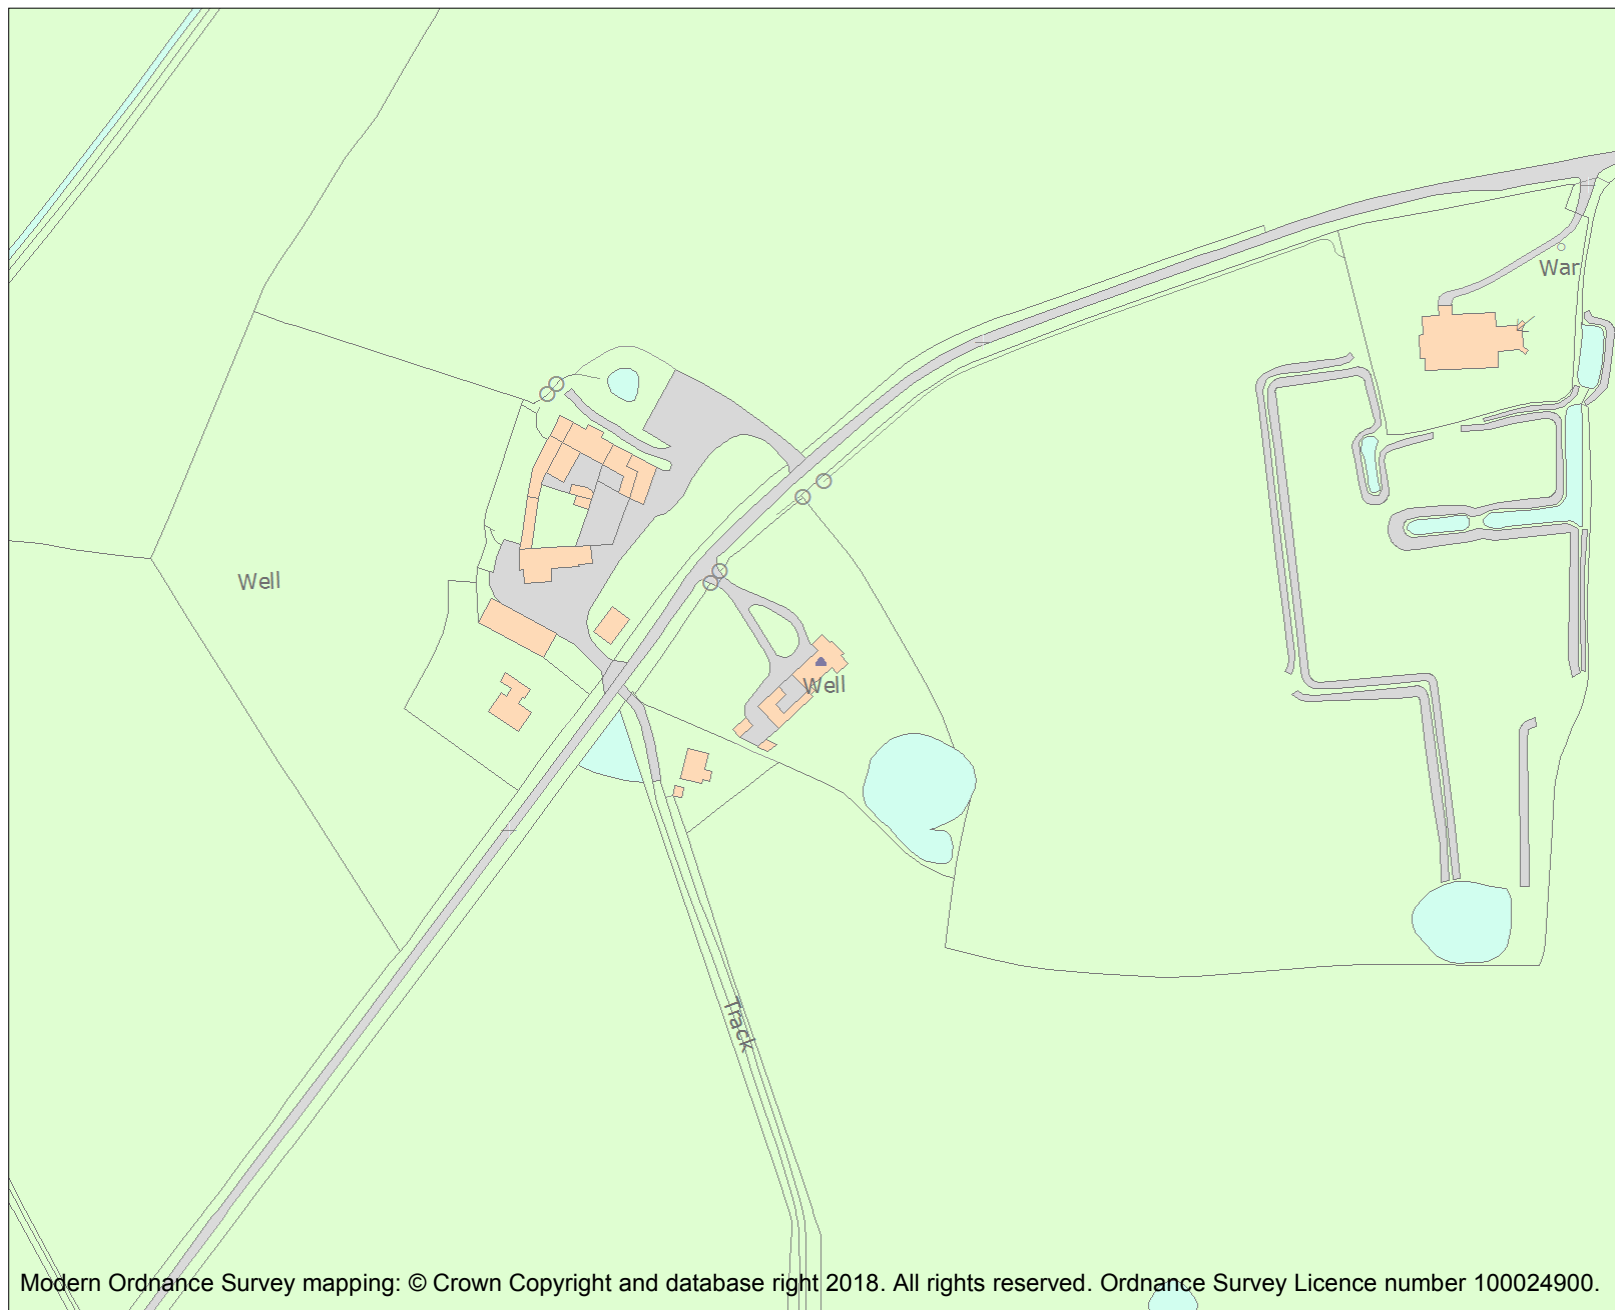 War
Well
Well
Track
Modern Ordnance Survey mapping: © Crown Copyright and database right 2018. All rights reserved. Ordnance Survey Licence number 100024900.